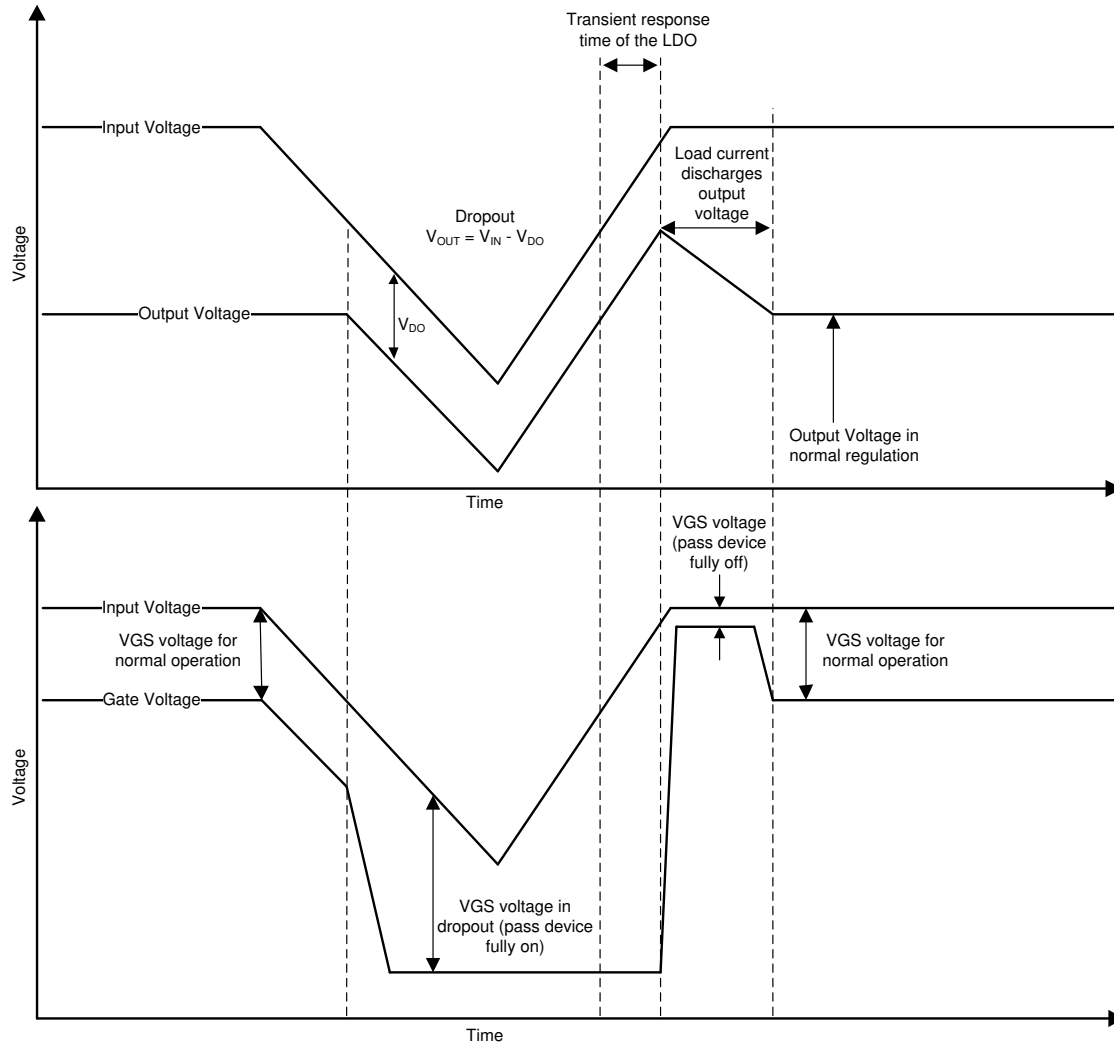 Transient response
time of the LDO
Input Voltage
Load current
discharges
output
voltage
Dropout
V_OUT = V_IN - V_DO
Voltage
Output Voltage
V_DO
Output Voltage in
normal regulation
Time
VGS voltage
(pass device
fully off)
Input Voltage
VGS voltage for
normal operation
VGS voltage for
normal operation
Gate Voltage
Voltage
VGS voltage in
dropout (pass device
fully on)
Time